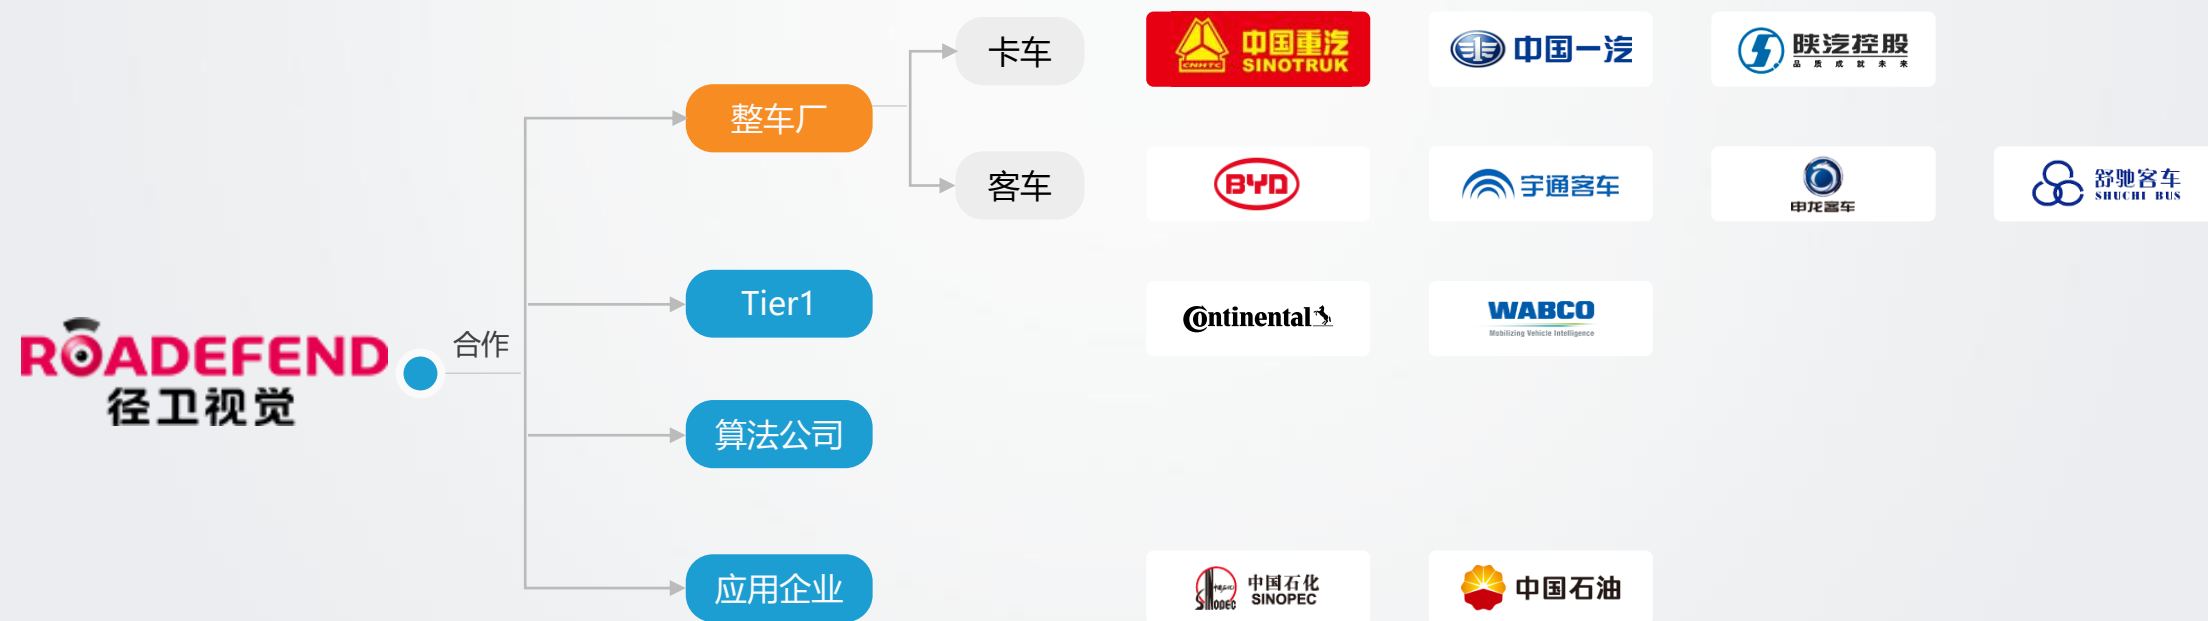 卡车
中国重汽
CNHTC
SINOTRUK
中国一汽
陕汽控股
品质成就未来
整车厂
客车
BYD
宇通客车
申龙客车
舒驰客车
SHUCHI BUS
Tier1
Continental
WABCO
Mobilizing Vehicle Intelligence
合作
ROADEFEND
径卫视觉
算法公司
应用企业
SINOPEC
中国石化
SINOPEC
中国石油